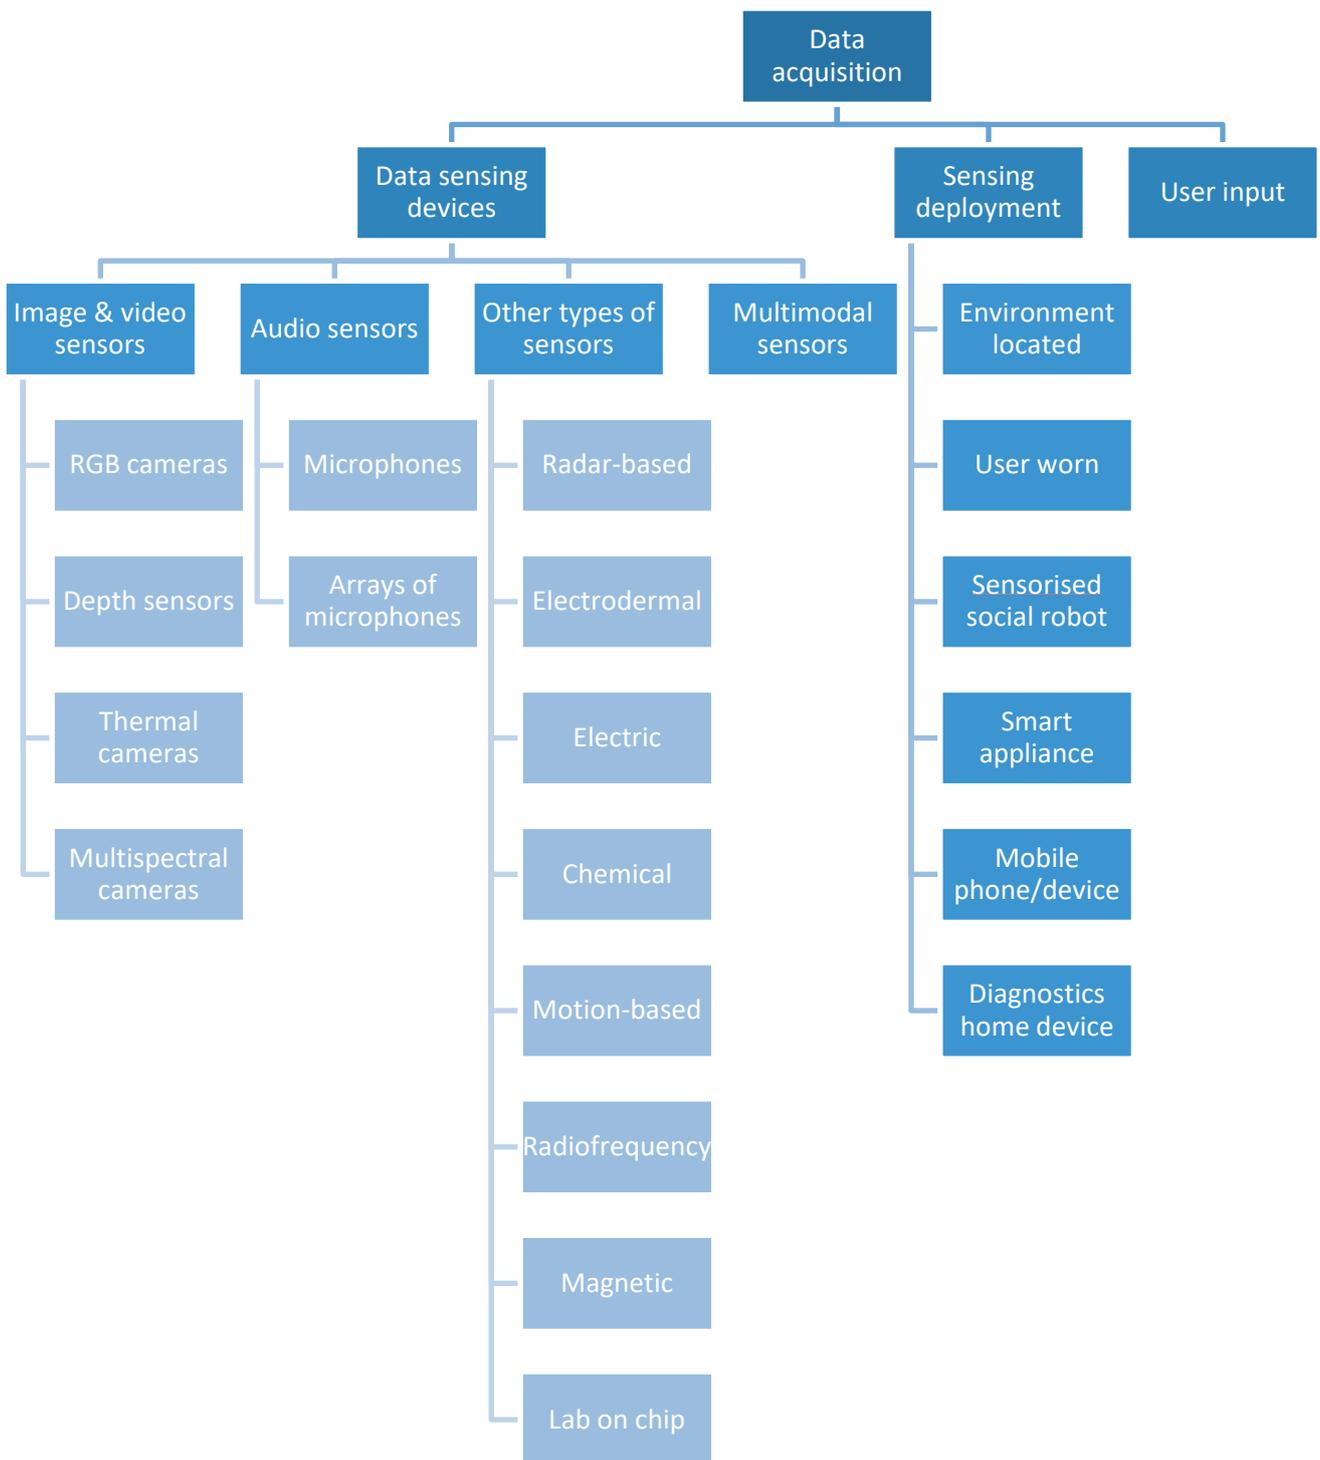 Data
acquisition
Data sensing
devices
Sensing
deployment
User input
Image & video
sensors
Audio sensors
Other types of
sensors
Multimodal
sensors
Environment
located
RGB cameras
Microphones
Radar-based
User worn
Depth sensors
Arrays of
microphones
Electrodermal
Sensorised
social robot
Thermal
cameras
Electric
Smart
appliance
Multispectral
cameras
Chemical
Mobile
phone/device
Motion-based
Diagnostics
home device
Radiofrequency
Magnetic
Lab on chip